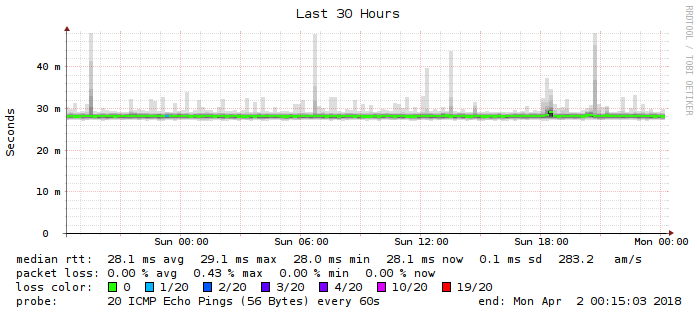 Last 30 Hours
RRDTOOL / TOBI OETIKER
Seconds
40 m
30 m
20 m
10 m
0
Sun 00:00 Sun 06:00 Sun 12:00 Sun 18:00 Mon 00:00
median rtt: 28.1 ms avg 29.1 ms max 28.0 ms min 28.1 ms now 0.1 ms sd 283.2 am/s
packet loss: 0.00 % avg 0.43 % max 0.00 % min 0.00 % now
loss color: 0 1/20 2/20 3/20 4/20 10/20 19/20
probe: 20 ICMP Echo Pings (56 Bytes) every 60s end: Mon Apr 2 00:15:03 2018